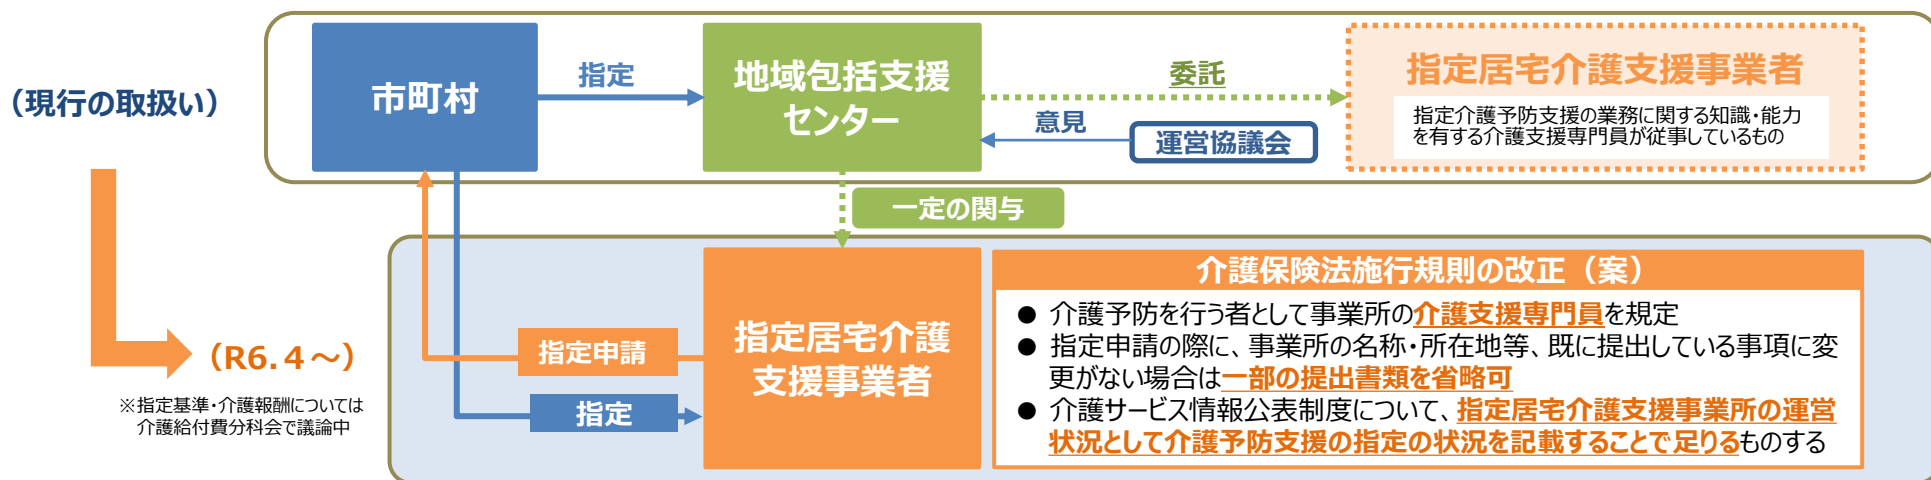 (現行の取扱い)
市町村
指定
地域包括支援
センター
委託
意見
運営協議会
指定居宅介護支援事業者
指定介護予防支援の業務に関する知識・能力
を有する介護支援専門員が従事しているもの
一定の関与
(R6.4~)
※指定基準・介護報酬については
介護給付費分科会で議論中
指定申請
指定
指定居宅介護
支援事業者
介護保険法施行規則の改正(案)
● 介護予防を行う者として事業所の介護支援専門員を規定
● 指定申請の際に、事業所の名称・所在地等、既に提出している事項に変
更がない場合は一部の提出書類を省略可
● 介護サービス情報公表制度について、指定居宅介護支援事業所の運営
状況として介護予防支援の指定の状況を記載することで足りるものする